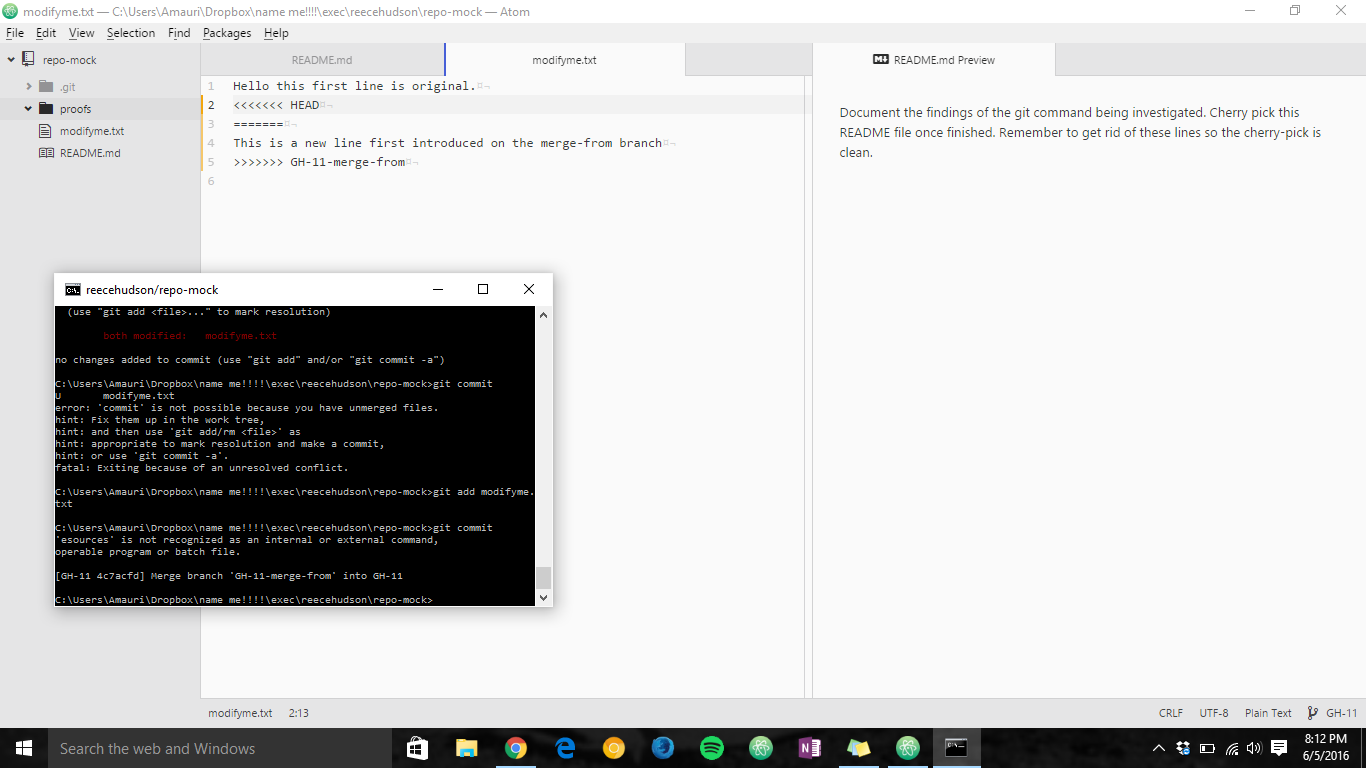 modifyme.txt — C:\Users\Amauri\Dropbox\name me!!!!\exec\reecehudson\repo-mock — Atom
File Edit View Selection Find Packages Help
repo-mock
.git
proofs
modifyme.txt
README.md
README.md modifyme.txt
1 Hello this first line is original.¤¬
2 <<<<<<< HEAD¤¬
3 =======¤¬
4 This is a new line first introduced on the merge-from branch¤¬
5 >>>>>>> GH-11-merge-from¤¬
6
README.md Preview
Document the findings of the git command being investigated. Cherry pick this
README file once finished. Remember to get rid of these lines so the cherry-pick is
clean.
reecehudson/repo-mock
(use "git add <file>..." to mark resolution)
both modified: modifyme.txt
no changes added to commit (use "git add" and/or "git commit -a")
C:\Users\Amauri\Dropbox\name me!!!!\exec\reecehudson\repo-mock>git commit
U modifyme.txt
error: 'commit' is not possible because you have unmerged files.
hint: Fix them up in the work tree,
hint: and then use 'git add/rm <file>' as
hint: appropriate to mark resolution and make a commit,
hint: or use 'git commit -a'.
fatal: Exiting because of an unresolved conflict.
C:\Users\Amauri\Dropbox\name me!!!!\exec\reecehudson\repo-mock>git add modifyme.
txt
C:\Users\Amauri\Dropbox\name me!!!!\exec\reecehudson\repo-mock>git commit
'esources' is not recognized as an internal or external command,
operable program or batch file.
[GH-11 4c7acfd] Merge branch 'GH-11-merge-from' into GH-11
C:\Users\Amauri\Dropbox\name me!!!!\exec\reecehudson\repo-mock>
modifyme.txt 2:13
CRLF UTF-8 Plain Text GH-11
Search the web and Windows
8:12 PM
6/5/2016